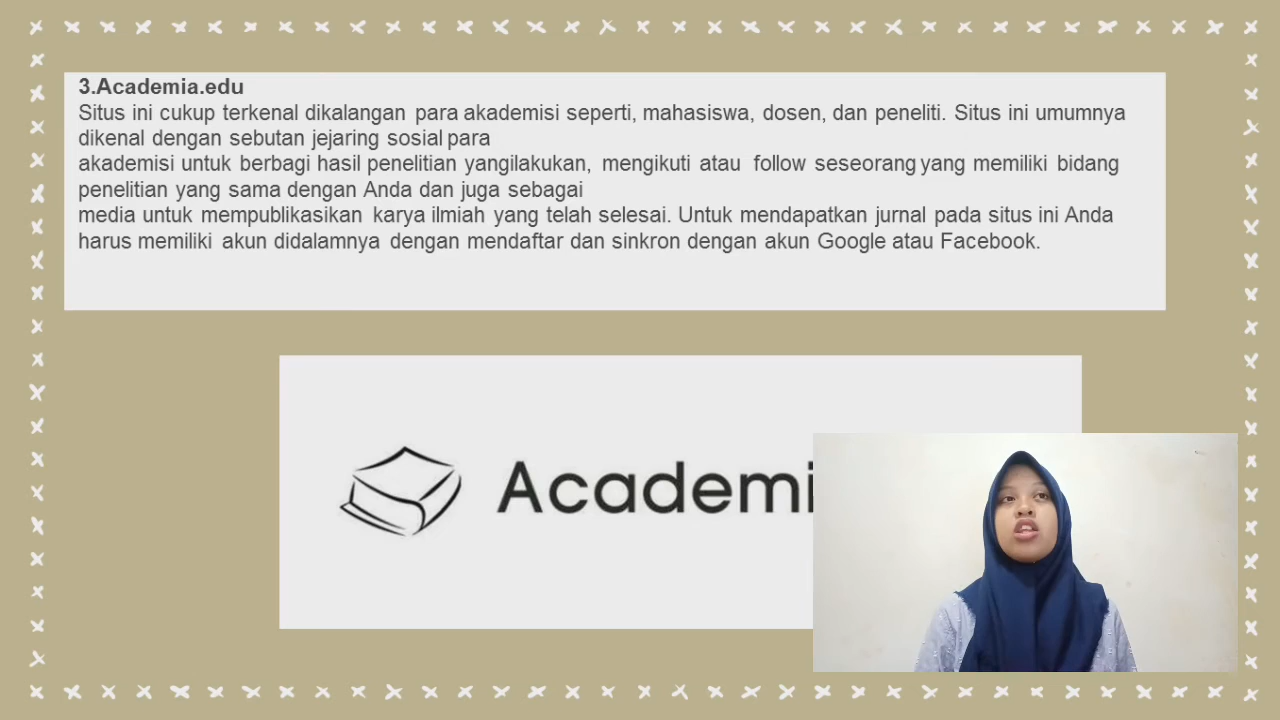 3.Academia.edu
Situs ini cukup terkenal dikalangan para akademisi seperti, mahasiswa, dosen, dan peneliti. Situs ini umumnya
dikenal dengan sebutan jejaring sosial para
akademisi untuk berbagi hasil penelitian yangilakukan, mengikuti atau follow seseorang yang memiliki bidang
penelitian yang sama dengan Anda dan juga sebagai
media untuk mempublikasikan karya ilmiah yang telah selesai. Untuk mendapatkan jurnal pada situs ini Anda
harus memiliki akun didalamnya dengan mendaftar dan sinkron dengan akun Google atau Facebook.
Academi